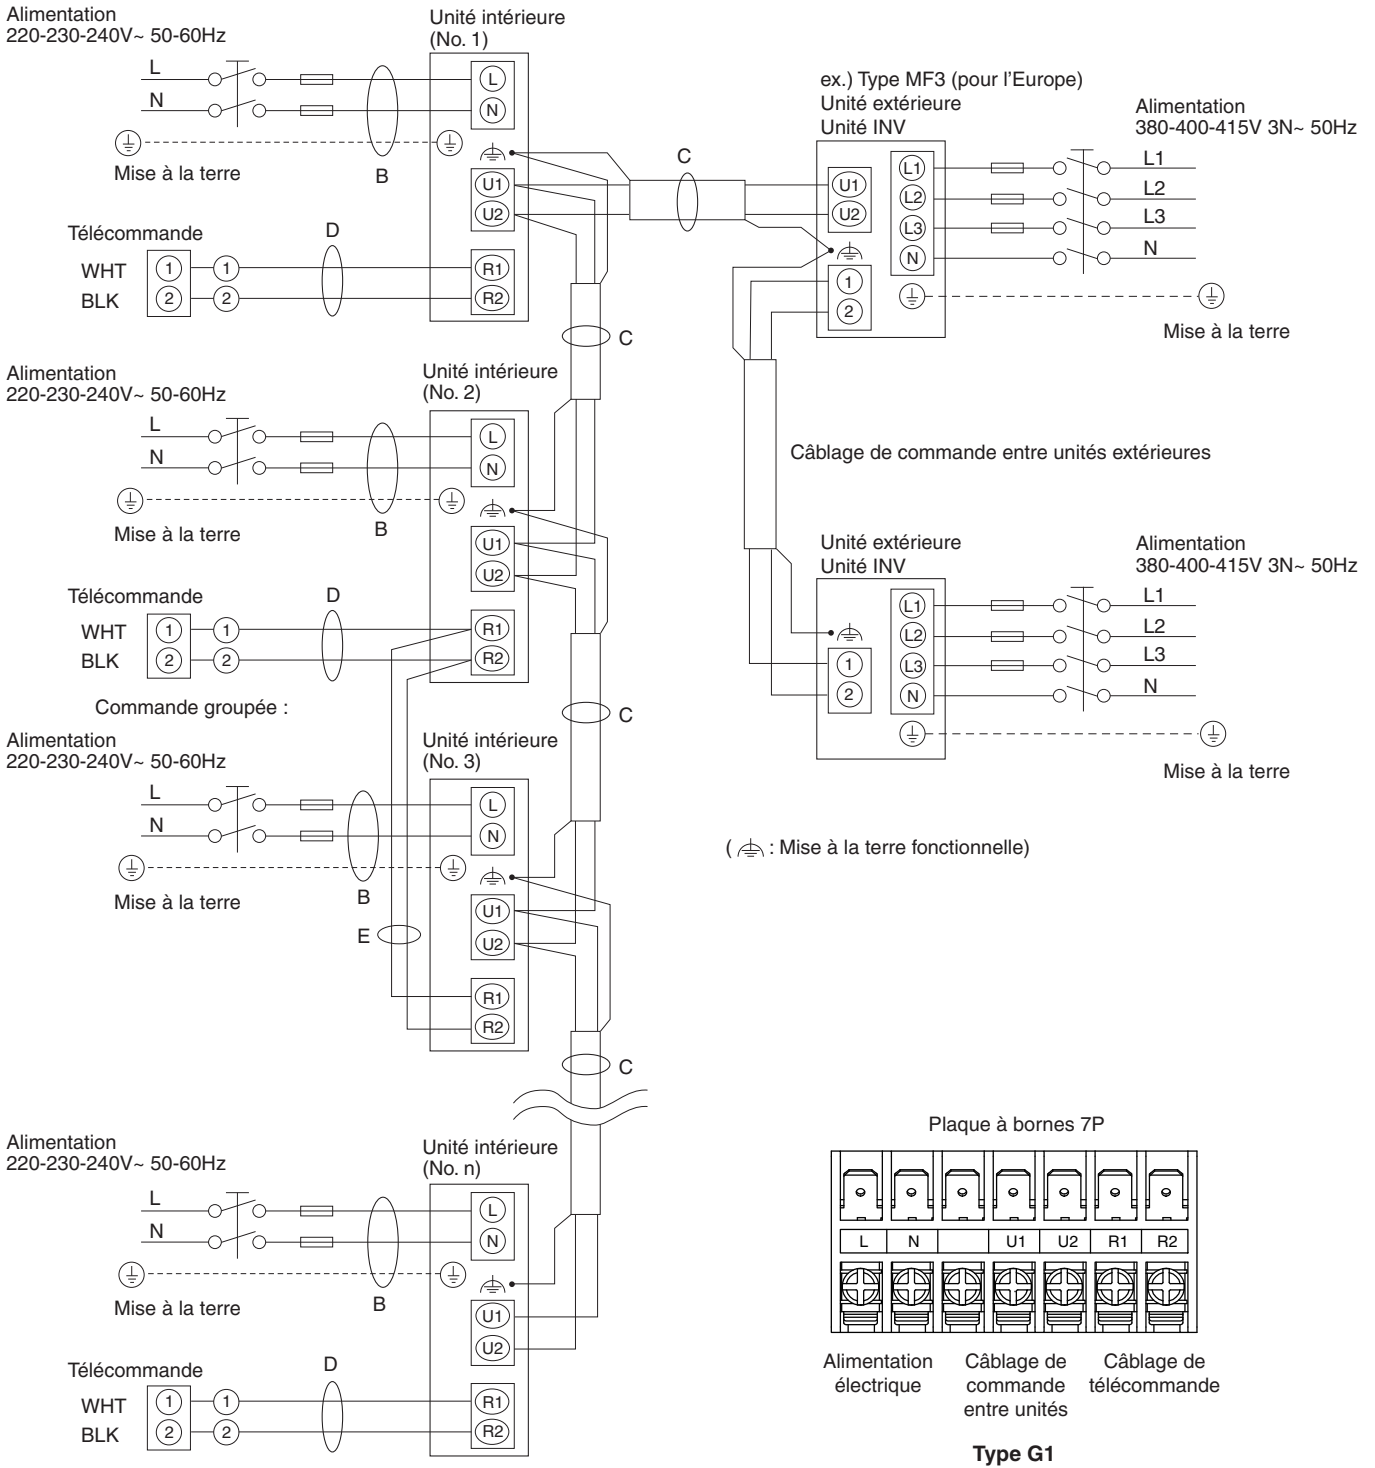 Alimentation
220-230-240V~ 50-60Hz
L
N
Mise à la terre
B
Unité intérieure
(No. 1)
L
N
U1
U2
R1
R2
Télécommande
WHT 1 1
BLK 2 2
D
C
C
ex.) Type MF3 (pour l'Europe)
Unité extérieure
Unité INV
U1
U2
1
2
L1
L2
L3
N
Alimentation
380-400-415V 3N~ 50Hz
L1
L2
L3
N
Mise à la terre
Alimentation
220-230-240V~ 50-60Hz
L
N
Mise à la terre
B
Unité intérieure
(No. 2)
L
N
U1
U2
R1
R2
Télécommande
WHT 1 1
BLK 2 2
D
C
Câblage de commande entre unités extérieures
Unité extérieure
Unité INV
1
2
L1
L2
L3
N
Alimentation
380-400-415V 3N~ 50Hz
L1
L2
L3
N
Mise à la terre
Commande groupée :
Alimentation
220-230-240V~ 50-60Hz
L
N
Mise à la terre
B
E
Unité intérieure
(No. 3)
L
N
U1
U2
R1
R2
C
( : Mise à la terre fonctionnelle)
Alimentation
220-230-240V~ 50-60Hz
L
N
Mise à la terre
B
Unité intérieure
(No. n)
L
N
U1
U2
R1
R2
Télécommande
WHT 1 1
BLK 2 2
D
Plaque à bornes 7P
L N U1 U2 R1 R2
Alimentation
électrique
Câblage de
commande
entre unités
Câblage de
télécommande
Type G1